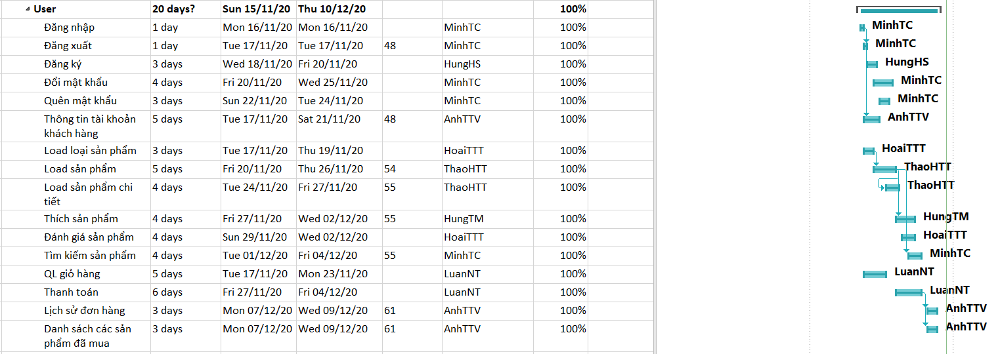 User 20 days? Sun 15/11/20 Thu 10/12/20 100%
Đăng nhập 1 day Mon 16/11/20 Mon 16/11/20 MinhTC 100% MinhTC
Đăng xuất 1 day Tue 17/11/20 Tue 17/11/20 48 MinhTC 100% MinhTC
Đăng ký 3 days Wed 18/11/20 Fri 20/11/20 HungHS 100% HungHS
Đổi mật khẩu 4 days Fri 20/11/20 Wed 25/11/20 MinhTC 100% MinhTC
Quên mật khẩu 3 days Sun 22/11/20 Tue 24/11/20 MinhTC 100% MinhTC
Thông tin tài khoản 5 days Tue 17/11/20 Sat 21/11/20 48 AnhTTV 100% AnhTTV
khách hàng
Load loại sản phẩm 3 days Tue 17/11/20 Thu 19/11/20 HoaiTTT 100% HoaiTTT
Load sản phẩm 5 days Fri 20/11/20 Thu 26/11/20 54 ThaoHTT 100% ThaoHTT
Load sản phẩm chi 4 days Tue 24/11/20 Fri 27/11/20 55 ThaoHTT 100% ThaoHTT
tiết
Thích sản phẩm 4 days Fri 27/11/20 Wed 02/12/20 55 HungTM 100% HungTM
Đánh giá sản phẩm 4 days Sun 29/11/20 Wed 02/12/20 HoaiTTT 100% HoaiTTT
Tìm kiếm sản phẩm 4 days Tue 01/12/20 Fri 04/12/20 55 MinhTC 100% MinhTC
QL giỏ hàng 5 days Tue 17/11/20 Mon 23/11/20 LuanNT 100% LuanNT
Thanh toán 6 days Fri 27/11/20 Fri 04/12/20 LuanNT 100% LuanNT
Lịch sử đơn hàng 3 days Mon 07/12/20 Wed 09/12/20 61 AnhTTV 100% AnhTTV
Danh sách các sản 3 days Mon 07/12/20 Wed 09/12/20 61 AnhTTV 100% AnhTTV
phẩm đã mua